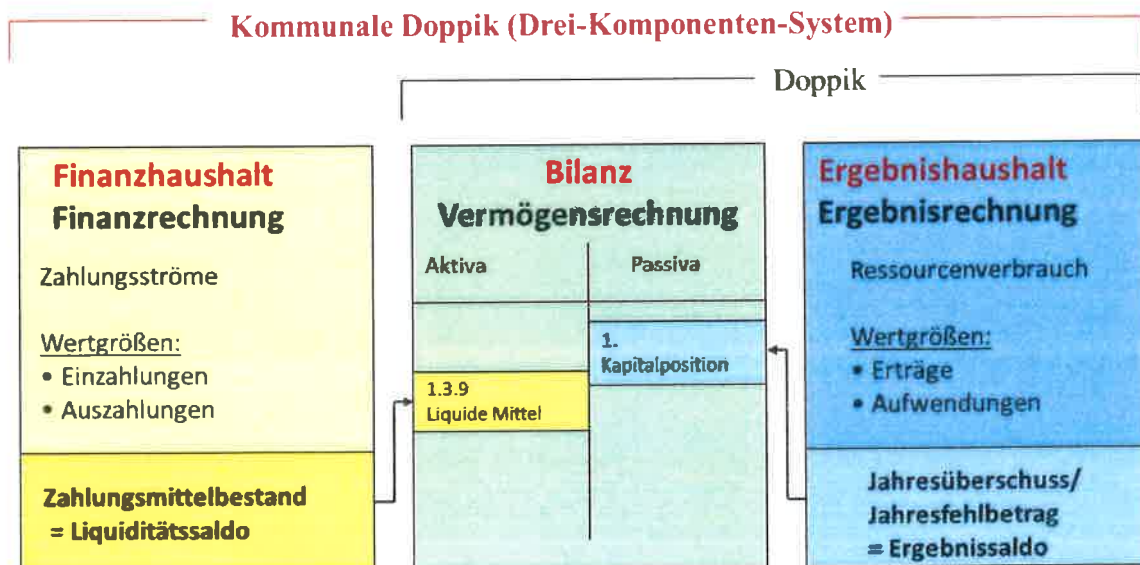 Kommunale Doppik (Drei-Komponenten-System)
Doppik
Finanzhaushalt
Finanzrechnung
Zahlungsströme
Wertgrößen:
• Einzahlungen
• Auszahlungen
Zahlungsmittelbestand
= Liquiditätssaldo
Bilanz
Vermögensrechnung
Aktiva
Passiva
1.
Kapitalposition
1.3.9
Liquide Mittel
Ergebnishaushalt
Ergebnisrechnung
Ressourcenverbrauch
Wertgrößen:
• Erträge
• Aufwendungen
Jahresüberschuss/
Jahresfehlbetrag
= Ergebnissaldo